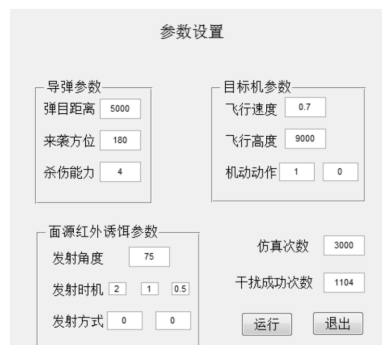 参数设置
导弹参数
弹目距离 5000
来袭方位 180
杀伤能力 4
目标机参数
飞行速度 0.7
飞行高度 9000
机动动作 1 0
面源红外诱饵参数
发射角度 75
发射时机 2 1 0.5
发射方式 0 0
仿真次数 3000
干扰成功次数 1104
运行 退出